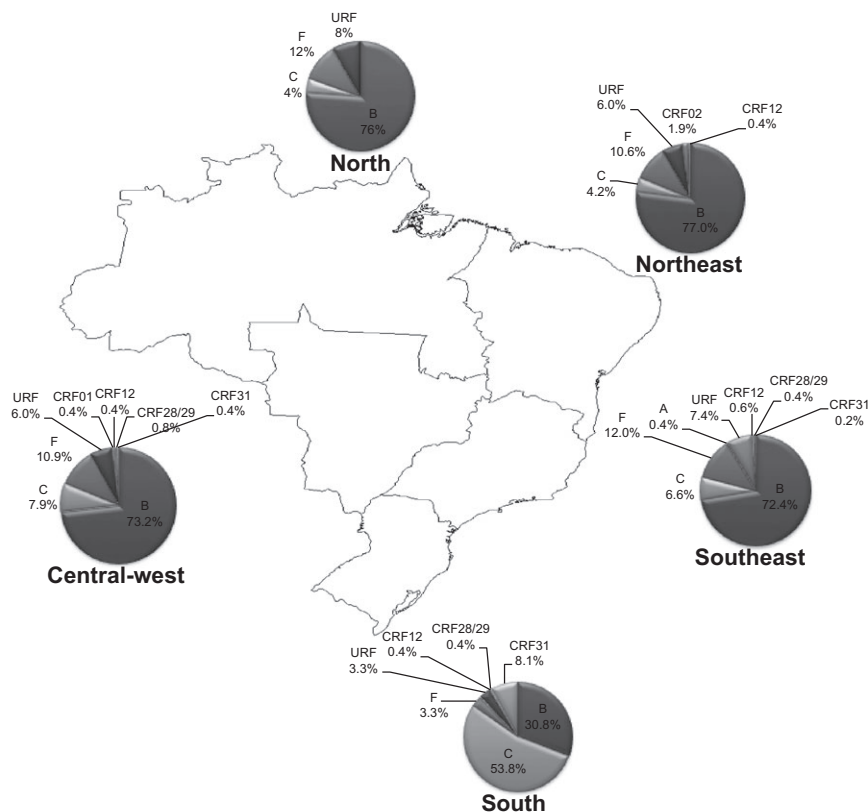 URF
8%
F
12%
C
4%
B
76%
North
URF
6.0%
CRF02
1.9%
CRF12
0.4%
F
10.6%
C
4.2%
B
77.0%
Northeast
URF
6.0%
CRF01
0.4%
CRF12
0.4%
CRF28/29
0.8%
CRF31
0.4%
F
10.9%
C
7.9%
B
73.2%
Central-west
F
12.0%
A
0.4%
URF
7.4%
CRF12
0.6%
CRF28/29
0.4%
CRF31
0.2%
C
6.6%
B
72.4%
Southeast
URF
3.3%
CRF12
0.4%
CRF28/29
0.4%
CRF31
8.1%
F
3.3%
B
30.8%
C
53.8%
South